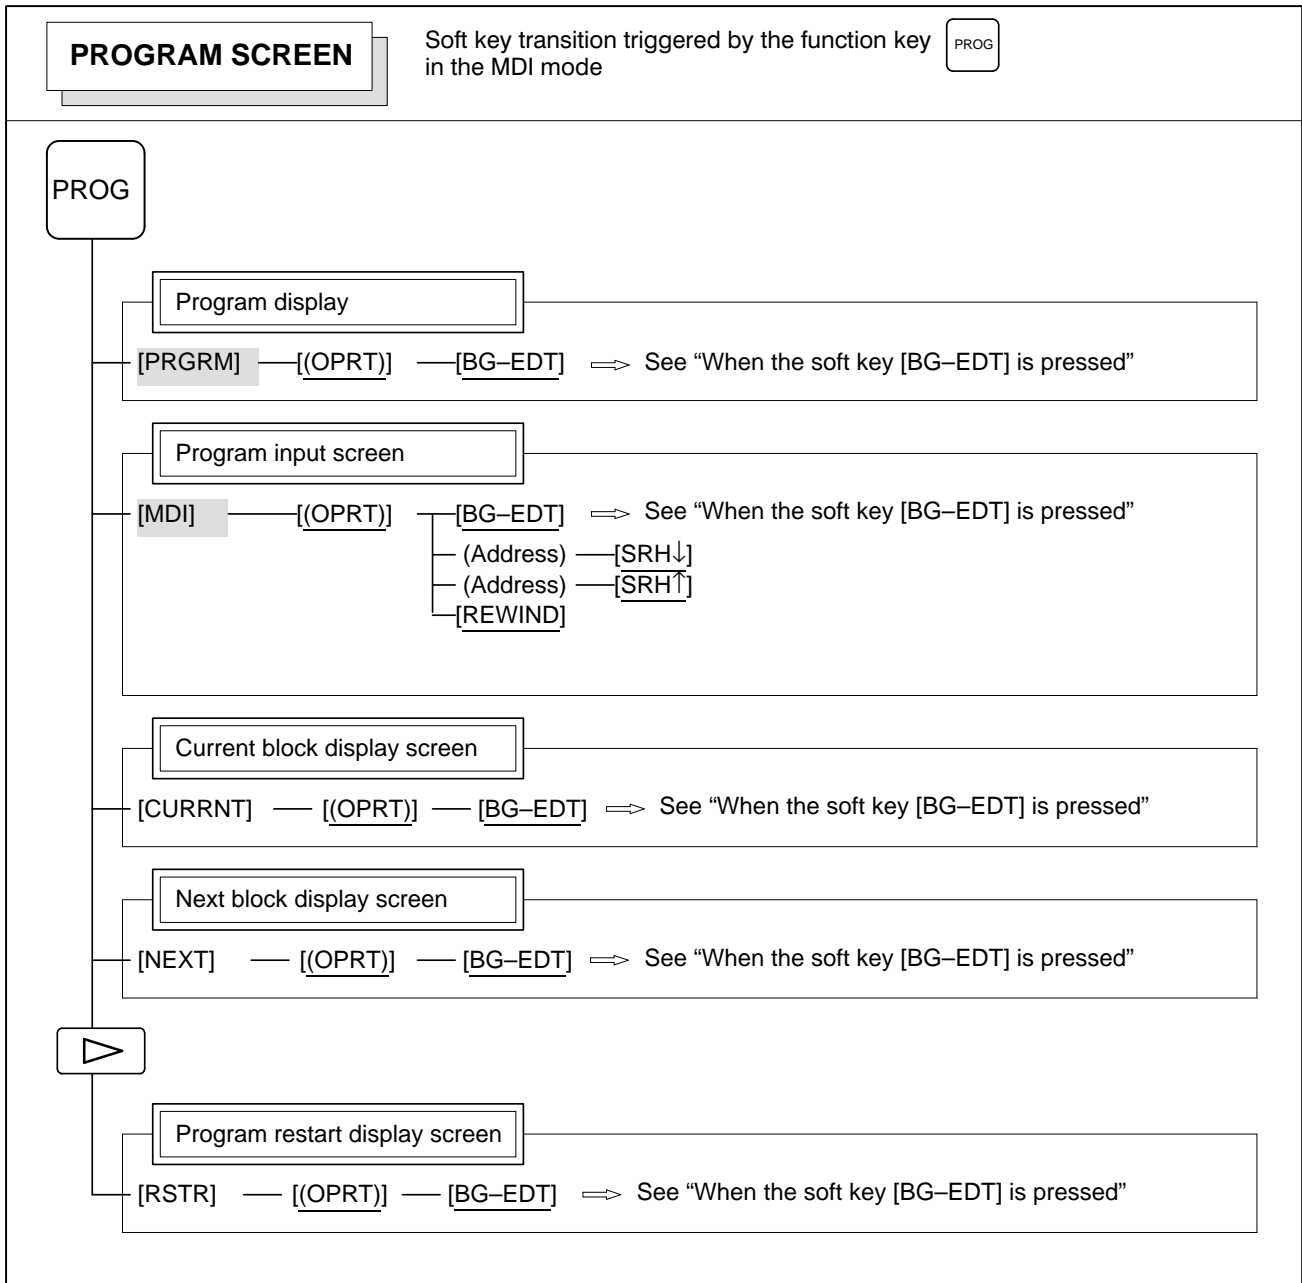 PROGRAM SCREEN
Soft key transition triggered by the function key PROG
in the MDI mode
PROG
Program display
[PRGRM] [(OPRT)] [BG–EDT] See “When the soft key [BG–EDT] is pressed”
Program input screen
[MDI] [(OPRT)] [BG–EDT] See “When the soft key [BG–EDT] is pressed”
(Address) [SRH↓]
(Address) [SRH↑]
[REWIND]
Current block display screen
[CURRNT] [(OPRT)] [BG–EDT] See “When the soft key [BG–EDT] is pressed”
Next block display screen
[NEXT] [(OPRT)] [BG–EDT] See “When the soft key [BG–EDT] is pressed”
Program restart display screen
[RSTR] [(OPRT)] [BG–EDT] See “When the soft key [BG–EDT] is pressed”